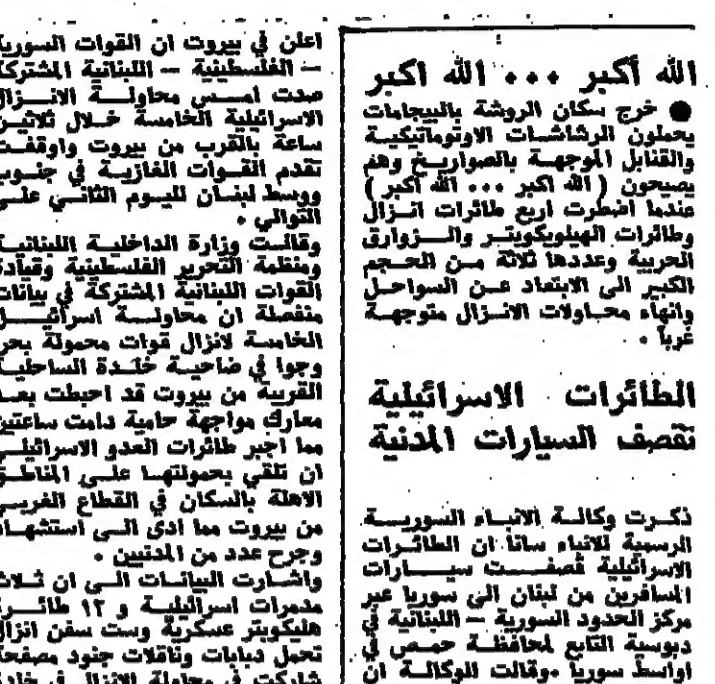 الله أكبر ... الله اكبر
● خرج سكان الروشة بالبيجامات
يحملون الرشاشات الاوتوماتيكية
والقنابل الموجهة بالصواريخ وهم
يصيحون ( الله اكبر ... الله أكبر )
عندما اضطرت اربع طائرات انزال
وطائرات الهيلوبكوبتر والزوارق
الحربية وعددها ثلاثة من الحجم
الكبير الى الابتعاد عن السواحل
وانهاء محاولات الانزال متوجهة
غربا .
الطائرات الاسرائيلية
تقصف السيارات المدنية
ذكرت وكالة الانباء السورية
الرسمية للانباء سانا ان الطائرات
الاسرائيلية قصفت سيارات
المسافرين من لبنان الى سوريا عبر
مركز الحدود السورية – اللبنانية في
دبوسية التابع لمحافظة حمص في
اواسط سوريا .وقالت الوكالة ان
اعلن في بيروت ان القوات السورية
– الفلسطينية – اللبنانية المشتركة
صدت امس محاولة الانزال
الاسرائيلية الخامسة خلال ثلاثين
ساعة بالقرب من بيروت واوقفت
تقدم القوات الغازية في جنوب
ووسط لبنان لليوم الثاني على
التوالي .
وقالت وزارة الداخلية اللبنانية
ومنظمة التحرير الفلسطينية وقيادة
القوات اللبنانية المشتركة في بيانات
منفصلة ان محاولة اسرائيل
الخامسة لانزال قوات محمولة بحرا
وجوا في ضاحية خلدة الساحلية
القريبة من بيروت قد احبطت بعد
معارك مواجهة حامية دامت ساعتين
مما اجبر طائرات العدو الاسرائيلي
ان تلقي بحمولتها على المناطق
الاهلة بالسكان في القطاع الغربي
من بيروت مما ادى الى استشهاد
وجرح عدد من المدنيين .
واشارت البيانات الى ان ثلاث
مدمرات اسرائيلية و ١٢ طائرة
هليكوبتر عسكرية وست سفن انزال
تحمل دبابات وناقلات جنود مصفحة
شاركت في محاولة الانزال في خلدة